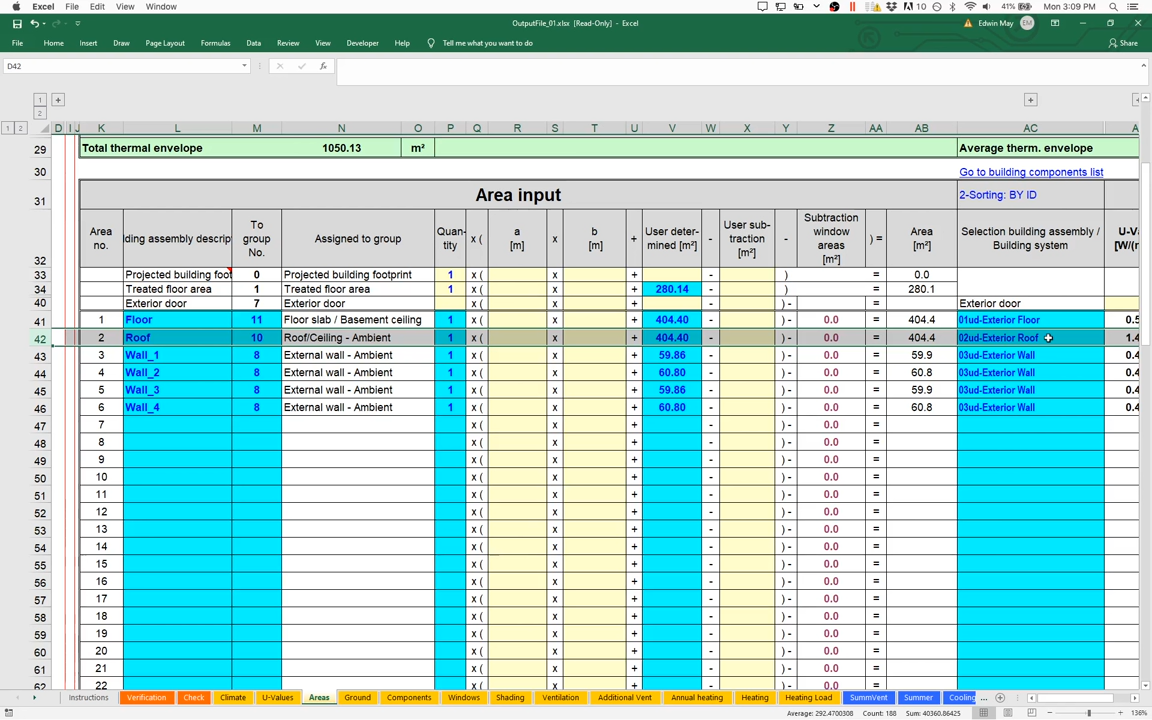 Excel File Edit View Window 10 41% Mon 3:09 PM
OutputFile_01.xlsx [Read-Only] - Excel Edwin May EM
File Home Insert Draw Page Layout Formulas Data Review View Developer Help Tell me what you want to do Share
D42 fx
1
2
1 2 D I J K L M N O P Q R S T U V W X Y Z AA AB AC A
29 Total thermal envelope 1050.13 m² Average therm. envelope
30 Go to building components list
31 Area input 2-Sorting: BY ID
32 Area no. lding assembly descrip To group No. Assigned to group Quan- tity x ( a [m] x b [m] + User deter- mined [m²] - User sub- traction [m²] - Subtraction window areas [m²] ) = Area [m²] Selection building assembly / Building system U-Va [W/(r
33 Projected building foot 0 Projected building footprint 1 x ( x + - ) = 0.0
34 Treated floor area 1 Treated floor area 1 x ( x + 280.14 - ) = 280.1
40 Exterior door 7 Exterior door x ( x + - ) - = Exterior door
41 1 Floor 11 Floor slab / Basement ceiling 1 x ( x + 404.40 - ) - 0.0 = 404.4 01ud-Exterior Floor 0.5
42 2 Roof 10 Roof/Ceiling - Ambient 1 x ( x + 404.40 - ) - 0.0 = 404.4 02ud-Exterior Roof 1.4
43 3 Wall_1 8 External wall - Ambient 1 x ( x + 59.86 - ) - 0.0 = 59.9 03ud-Exterior Wall 0.4
44 4 Wall_2 8 External wall - Ambient 1 x ( x + 60.80 - ) - 0.0 = 60.8 03ud-Exterior Wall 0.4
45 5 Wall_3 8 External wall - Ambient 1 x ( x + 59.86 - ) - 0.0 = 59.9 03ud-Exterior Wall 0.4
46 6 Wall_4 8 External wall - Ambient 1 x ( x + 60.80 - ) - 0.0 = 60.8 03ud-Exterior Wall 0.4
47 7 x ( x + - ) - 0.0 =
48 8 x ( x + - ) - 0.0 =
49 9 x ( x + - ) - 0.0 =
50 10 x ( x + - ) - 0.0 =
51 11 x ( x + - ) - 0.0 =
52 12 x ( x + - ) - 0.0 =
53 13 x ( x + - ) - 0.0 =
54 14 x ( x + - ) - 0.0 =
55 15 x ( x + - ) - 0.0 =
56 16 x ( x + - ) - 0.0 =
57 17 x ( x + - ) - 0.0 =
58 18 x ( x + - ) - 0.0 =
59 19 x ( x + - ) - 0.0 =
60 20 x ( x + - ) - 0.0 =
61 21 x ( x + - ) - 0.0 =
62 22 x ( x + - ) - 0.0 =
Instructions Verification Check Climate U-Values Areas Ground Components Windows Shading Ventilation Additional Vent Annual heating Heating Heating Load SummVent Summer Cooling ...
Average: 292.4700308 Count: 188 Sum: 40360.86425 136%